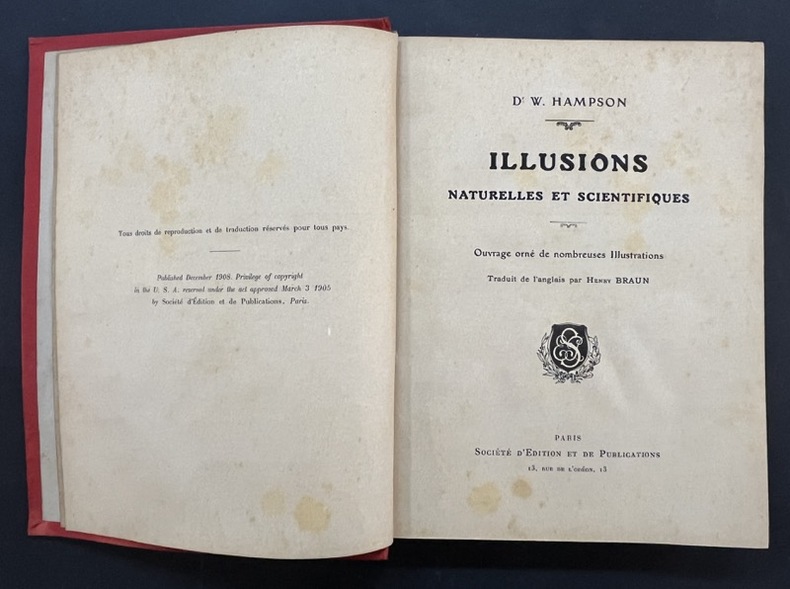 Tous droits de reproduction et de traduction réservés pour tous pays.
Published December 1908. Privilege of copyright
in the U. S. A. reserved under the act approved March 3 1905
by Société d'Édition et de Publications, Paris.
Dr W. HAMPSON
ILLUSIONS
NATURELLES ET SCIENTIFIQUES
Ouvrage orné de nombreuses Illustrations
Traduit de l'anglais par Henry BRAUN
PARIS
Société d'Edition et de Publications
13, rue de l'odéon, 13